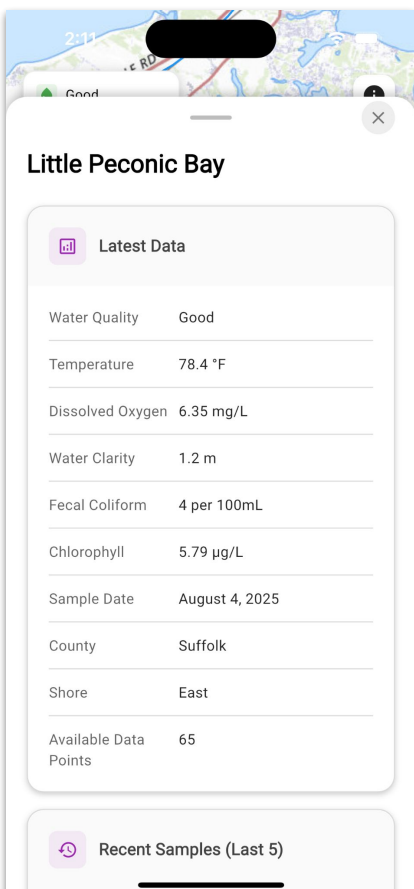 2:11
E RD
Good
Little Peconic Bay
Latest Data
Water Quality Good
Temperature 78.4 °F
Dissolved Oxygen 6.35 mg/L
Water Clarity 1.2 m
Fecal Coliform 4 per 100mL
Chlorophyll 5.79 µg/L
Sample Date August 4, 2025
County Suffolk
Shore East
Available Data
Points 65
Recent Samples (Last 5)